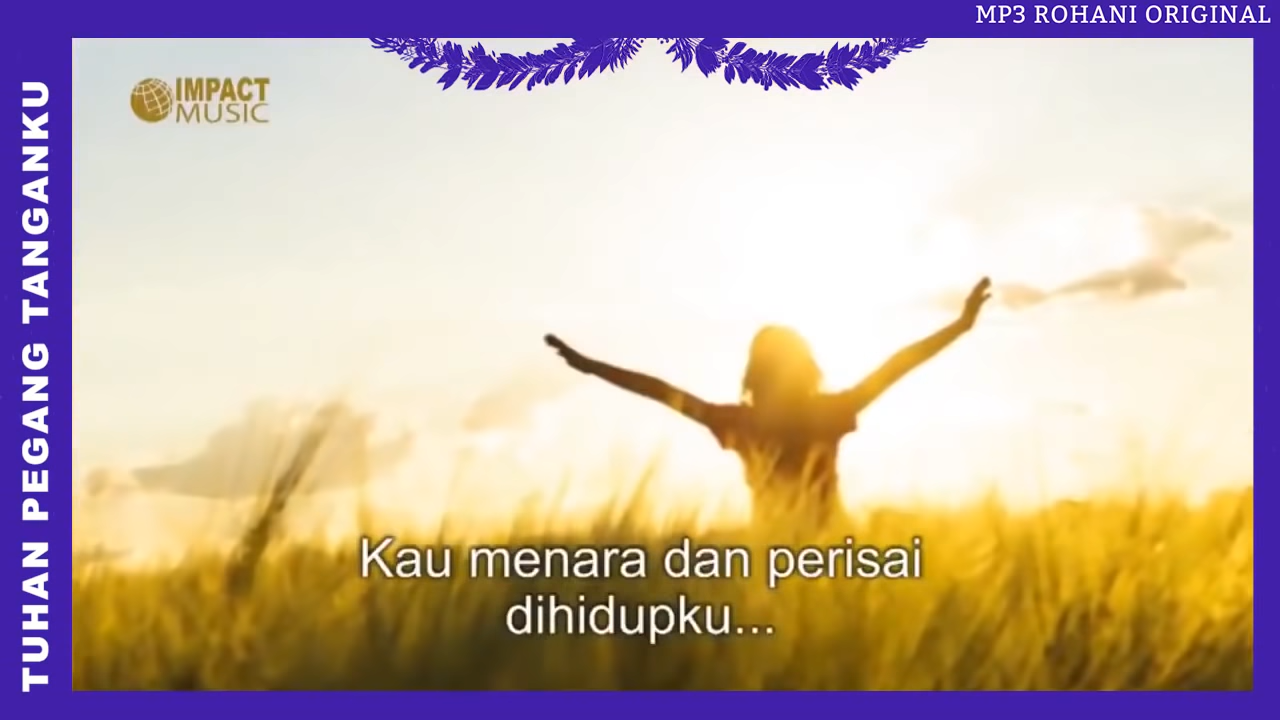 MP3 ROHANI ORIGINAL
TUHAN PEGANG TANGANKU
IMPACT
MUSIC
Kau menara dan perisai
dihidupku...